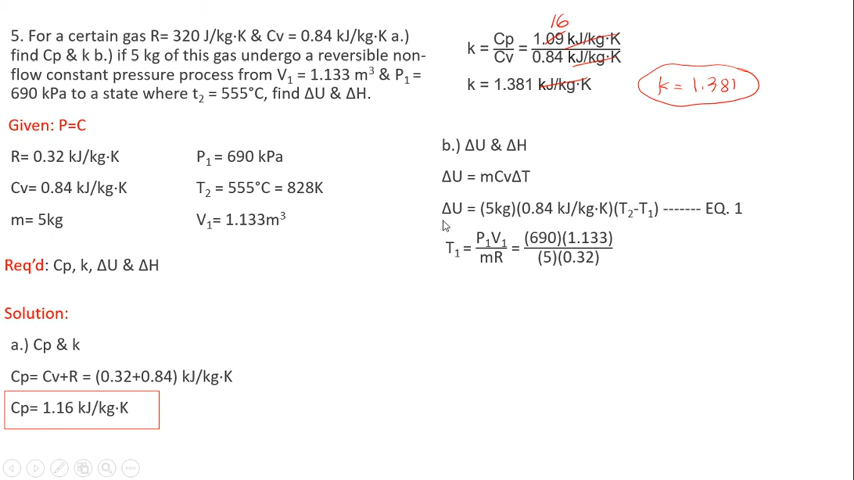 5. For a certain gas R= 320 J/kg·K & Cv = 0.84 kJ/kg·K a.)
find Cp & k b.) if 5 kg of this gas undergo a reversible non-
flow constant pressure process from V₁ = 1.133 m³ & P₁ =
690 kPa to a state where t₂ = 555°C, find ΔU & ΔH.
Given: P=C
R= 0.32 kJ/kg·K
P₁ = 690 kPa
Cv= 0.84 kJ/kg·K
T₂ = 555°C = 828K
m= 5kg
V₁= 1.133m³
Req'd: Cp, k, ΔU & ΔH
Solution:
a.) Cp & k
Cp= Cv+R = (0.32+0.84) kJ/kg·K
Cp= 1.16 kJ/kg·K
16
k = Cp/Cv = 1.09 kJ/kg·K / 0.84 kJ/kg·K
k = 1.381 kJ/kg·K
k = 1.381
b.) ΔU & ΔH
ΔU = mCvΔT
ΔU = (5kg)(0.84 kJ/kg·K)(T₂-T₁) ------- EQ. 1
T₁ = P₁V₁/mR = (690)(1.133)/(5)(0.32)